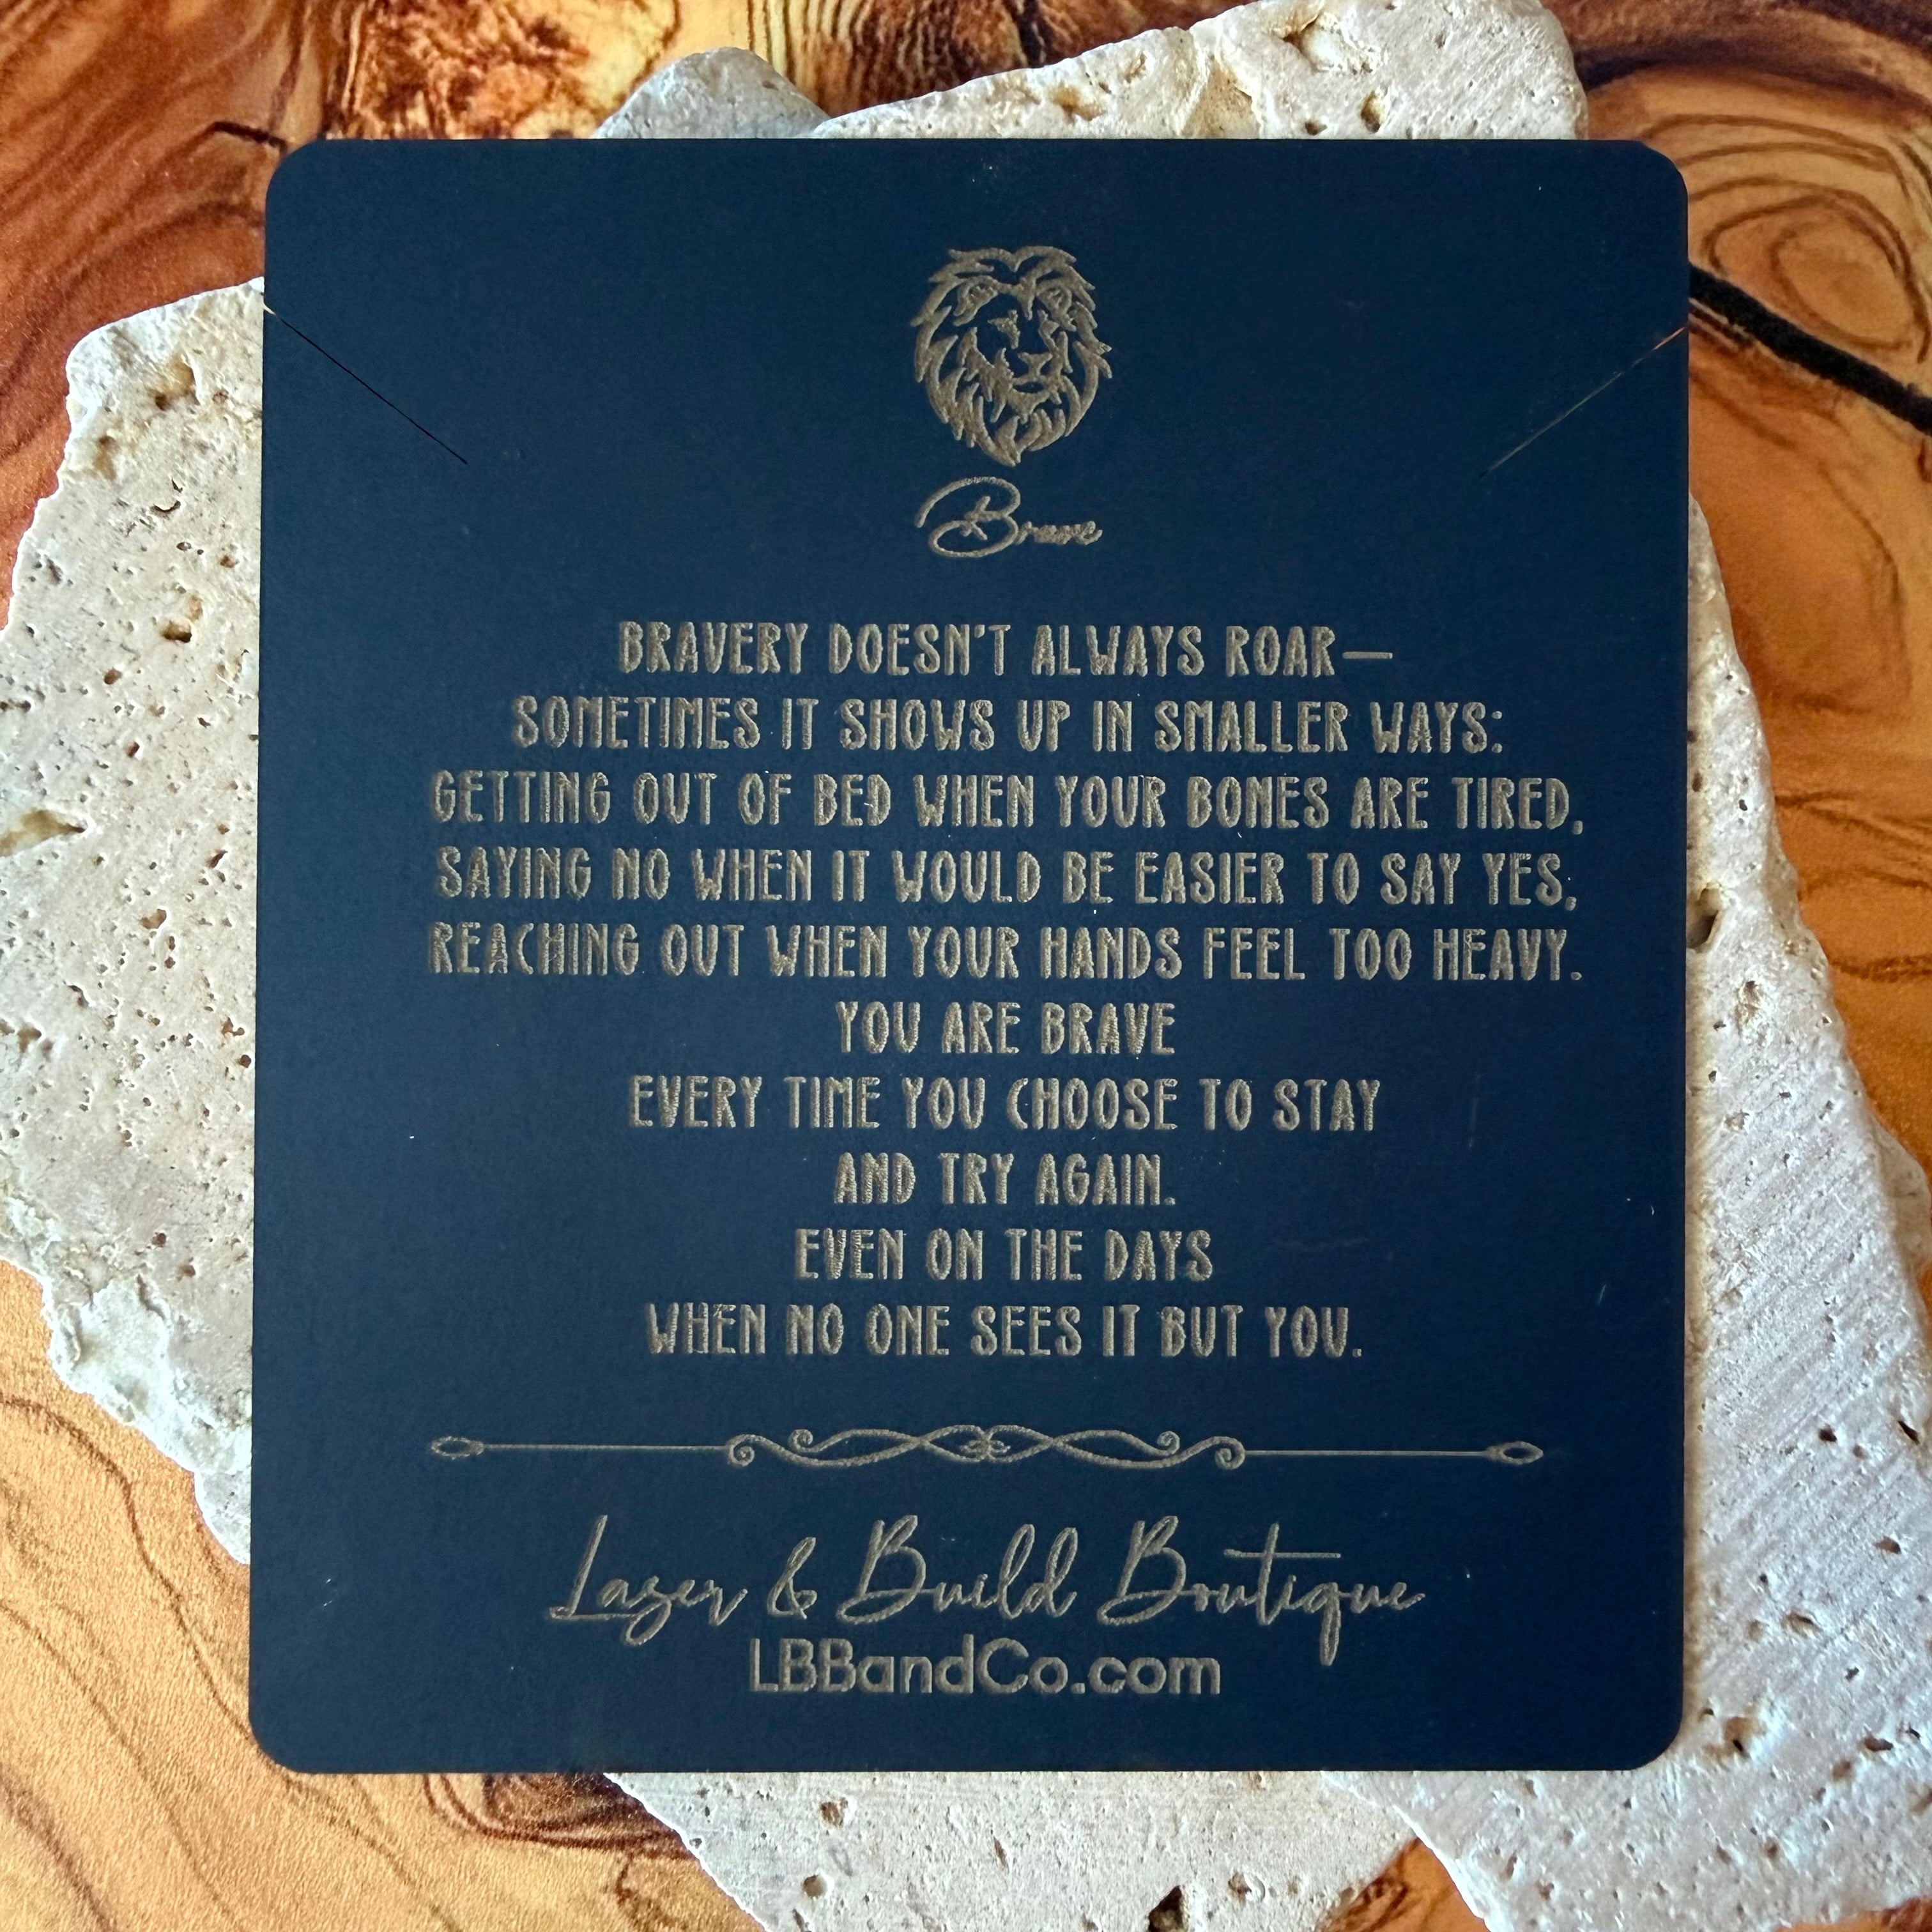 Brave
BRAVERY DOESN'T ALWAYS ROAR—
SOMETIMES IT SHOWS UP IN SMALLER WAYS:
GETTING OUT OF BED WHEN YOUR BONES ARE TIRED,
SAYING NO WHEN IT WOULD BE EASIER TO SAY YES,
REACHING OUT WHEN YOUR HANDS FEEL TOO HEAVY.
YOU ARE BRAVE
EVERY TIME YOU CHOOSE TO STAY
AND TRY AGAIN.
EVEN ON THE DAYS
WHEN NO ONE SEES IT BUT YOU.
Laser & Build Boutique
LBBandCo.com